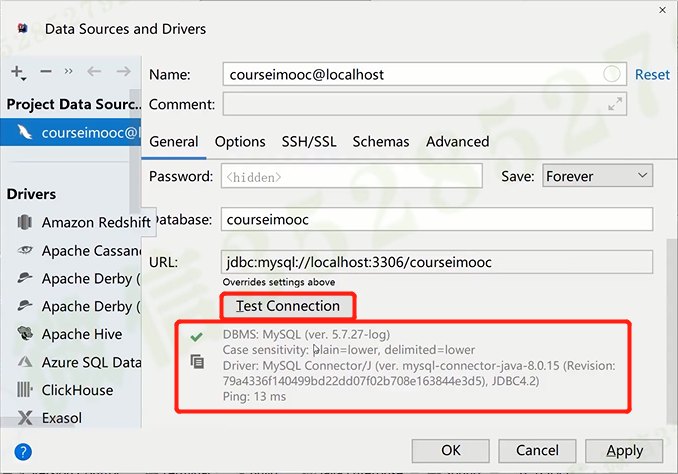 Data Sources and Drivers
Name:
courseimooc@localhost
Reset
Comment:
Project Data Sourc..
courseimooc@l
General
Options
SSH/SSL
Schemas
Advanced
Password:
<hidden>
Save:
Forever
Drivers
Amazon Redshift
Database:
courseimooc
Apache Cassan
Apache Derby (
Apache Derby (
Apache Hive
Azure SQL Data
ClickHouse
Exasol
URL:
jdbc:mysql://localhost:3306/courseimooc
Overrides settings above
Test Connection
DBMS: MySQL (ver. 5.7.27-log)
Case sensitivity: plain=lower, delimited=lower
Driver: MySQL Connector/J (ver. mysql-connector-java-8.0.15 (Revision:
79a4336f140499bd22dd07f02b708e163844e3d5), JDBC4.2)
Ping: 13 ms
?
OK
Cancel
Apply